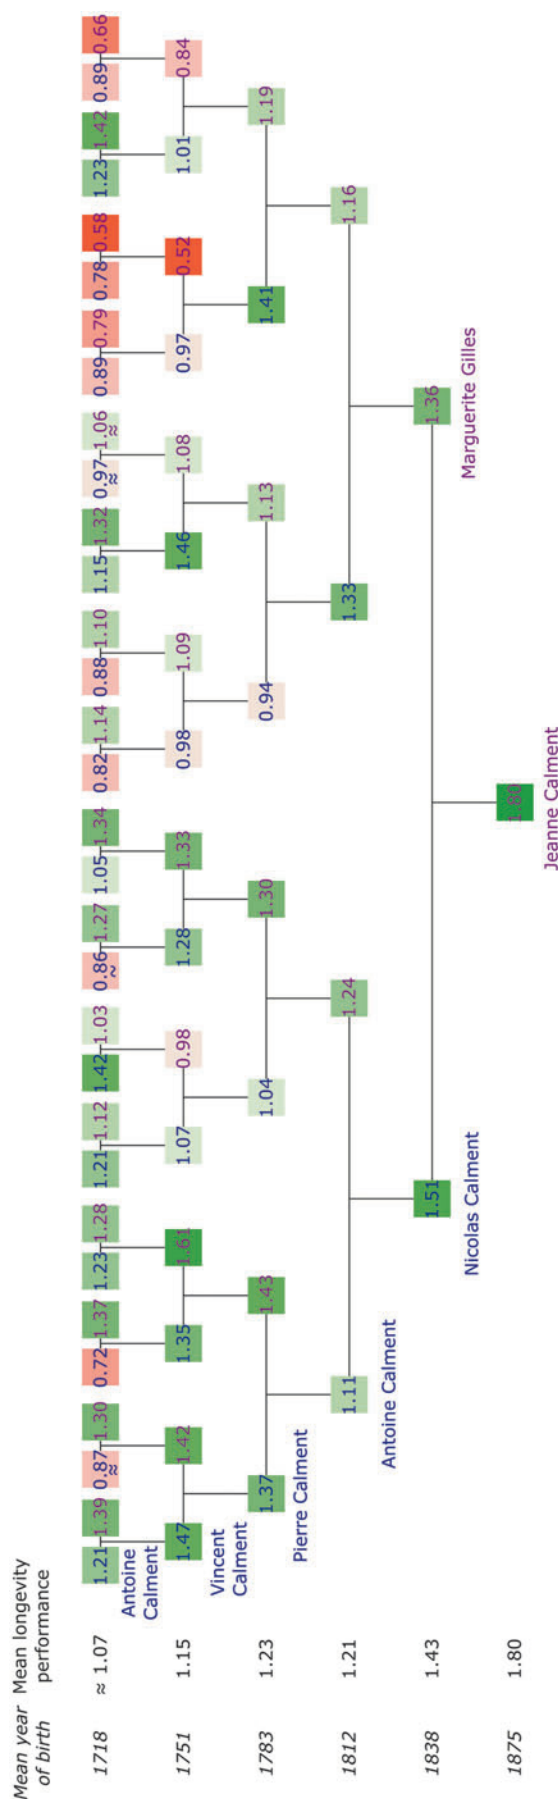 Mean year Mean longevity
of birth performance
1718 ≈ 1.07 1.21 1.39 0.87 1.30 0.72 1.37 1.23 1.28 1.21 1.12 1.42 1.03 0.86 1.27 1.05 1.34 0.82 1.14 0.88 1.10 1.15 1.32 0.97 1.06 0.89 0.79 0.78 0.58 1.23 1.42 0.89 0.66
≈ ≈ ≈ ≈
Antoine
Calment
1751 1.15 1.47 1.42 1.35 1.61 1.07 0.98 1.28 1.33 0.98 1.09 1.46 1.08 0.97 0.52 1.01 0.84
Vincent
Calment
1783 1.23 1.37 1.43 1.04 1.30 0.94 1.13 1.41 1.19
Pierre Calment
1812 1.21 1.11 1.24 1.33 1.16
Antoine Calment
1838 1.43 1.51 1.36
Nicolas Calment Marguerite Gilles
1875 1.80 1.80
Jeanne Calment